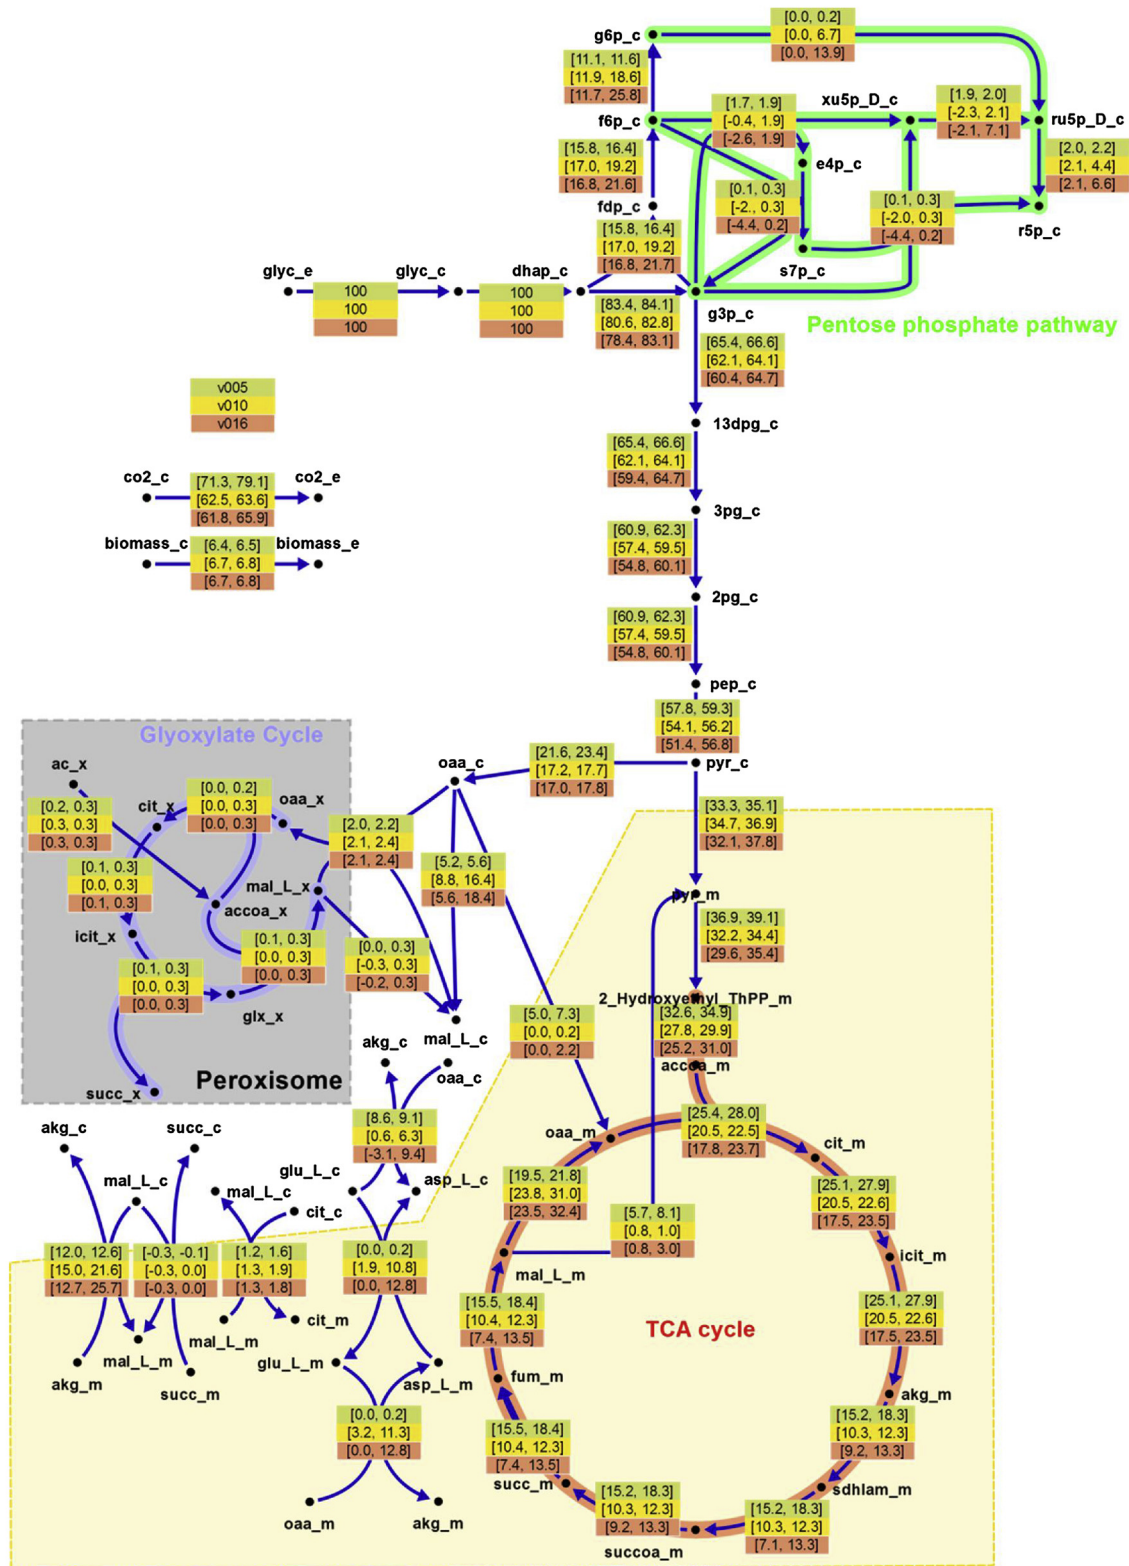 g6p_c
[0.0, 0.2]
[0.0, 6.7]
[0.0, 13.9]
[11.1, 11.6]
[11.9, 18.6]
[11.7, 25.8]
f6p_c
[1.7, 1.9]
[-0.4, 1.9]
[-2.6, 1.9]
xu5p_D_c
[1.9, 2.0]
[-2.3, 2.1]
[-2.1, 7.1]
ru5p_D_c
[15.8, 16.4]
[17.0, 19.2]
[16.8, 21.6]
e4p_c
[2.0, 2.2]
[2.1, 4.4]
[2.1, 6.6]
fdp_c
[0.1, 0.3]
[-2., 0.3]
[-4.4, 0.2]
[0.1, 0.3]
[-2.0, 0.3]
[-4.4, 0.2]
r5p_c
[15.8, 16.4]
[17.0, 19.2]
[16.8, 21.7]
s7p_c
glyc_e
100
100
100
glyc_c
100
100
100
dhap_c
[83.4, 84.1]
[80.6, 82.8]
[78.4, 83.1]
g3p_c
Pentose phosphate pathway
[65.4, 66.6]
[62.1, 64.1]
[60.4, 64.7]
v005
v010
v016
13dpg_c
[65.4, 66.6]
[62.1, 64.1]
[59.4, 64.7]
co2_c
[71.3, 79.1]
[62.5, 63.6]
[61.8, 65.9]
co2_e
3pg_c
biomass_c
[6.4, 6.5]
[6.7, 6.8]
[6.7, 6.8]
biomass_e
[60.9, 62.3]
[57.4, 59.5]
[54.8, 60.1]
2pg_c
[60.9, 62.3]
[57.4, 59.5]
[54.8, 60.1]
pep_c
[57.8, 59.3]
[54.1, 56.2]
[51.4, 56.8]
Glyoxylate Cycle
ac_x
oaa_c
[21.6, 23.4]
[17.2, 17.7]
[17.0, 17.8]
pyr_c
[0.2, 0.3]
[0.3, 0.3]
[0.3, 0.3]
cit_x
[0.0, 0.2]
[0.0, 0.3]
[0.0, 0.3]
oaa_x
[2.0, 2.2]
[2.1, 2.4]
[2.1, 2.4]
[33.3, 35.1]
[34.7, 36.9]
[32.1, 37.8]
[0.1, 0.3]
[0.0, 0.3]
[0.1, 0.3]
mal_L_x
[5.2, 5.6]
[8.8, 16.4]
[5.6, 18.4]
pyr_m
accoa_x
icit_x
[0.1, 0.3]
[0.0, 0.3]
[0.0, 0.3]
[0.0, 0.3]
[-0.3, 0.3]
[-0.2, 0.3]
[36.9, 39.1]
[32.2, 34.4]
[29.6, 35.4]
[0.1, 0.3]
[0.0, 0.3]
[0.0, 0.3]
glx_x
2_Hydroxyethyl_ThPP_m
mal_L_c
[5.0, 7.3]
[0.0, 0.2]
[0.0, 2.2]
[32.6, 34.9]
[27.8, 29.9]
[25.2, 31.0]
accoa_m
akg_c
oaa_c
Peroxisome
succ_x
[8.6, 9.1]
[0.6, 6.3]
[-3.1, 9.4]
oaa_m
[25.4, 28.0]
[20.5, 22.5]
[17.8, 23.7]
cit_m
akg_c
succ_c
mal_L_c
glu_L_c
mal_L_c
cit_c
asp_L_c
[19.5, 21.8]
[23.8, 31.0]
[23.5, 32.4]
[25.1, 27.9]
[20.5, 22.6]
[17.5, 23.5]
[5.7, 8.1]
[0.8, 1.0]
[0.8, 3.0]
[12.0, 12.6]
[15.0, 21.6]
[12.7, 25.7]
[-0.3, -0.1]
[-0.3, 0.0]
[-0.3, 0.0]
[1.2, 1.6]
[1.3, 1.9]
[1.3, 1.8]
[0.0, 0.2]
[1.9, 10.8]
[0.0, 12.8]
mal_L_m
icit_m
[15.5, 18.4]
[10.4, 12.3]
[7.4, 13.5]
TCA cycle
[25.1, 27.9]
[20.5, 22.6]
[17.5, 23.5]
mal_L_m
cit_m
mal_L_m
glu_L_m
asp_L_m
akg_m
succ_m
fum_m
akg_m
[0.0, 0.2]
[3.2, 11.3]
[0.0, 12.8]
[15.5, 18.4]
[10.4, 12.3]
[7.4, 13.5]
[15.2, 18.3]
[10.3, 12.3]
[9.2, 13.3]
succ_m
sdhlam_m
oaa_m
akg_m
[15.2, 18.3]
[10.3, 12.3]
[9.2, 13.3]
[15.2, 18.3]
[10.3, 12.3]
[7.1, 13.3]
succoa_m